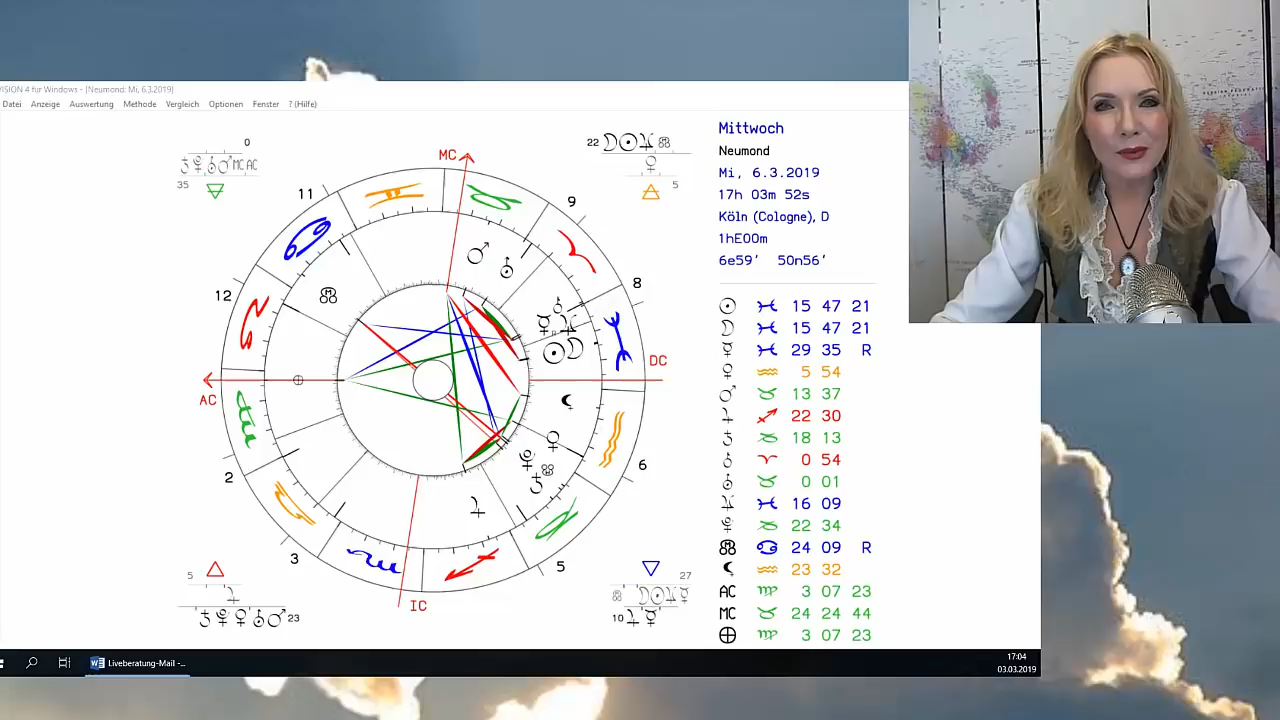 VISION 4 für Windows - [Neumond: Mi, 6.3.2019]
Datei Anzeige Auswertung Methode Vergleich Optionen Fenster ? (Hilfe)
0
MC AC
35
22
5
MC
11
9
12
8
AC
DC
2
6
3
5
IC
5
23
27
10
Mittwoch
Neumond
Mi, 6.3.2019
17h 03m 52s
Köln (Cologne), D
1hE00m
6e59' 50n56'
☉ ♓ 15 47 21
☽ ♓ 15 47 21
☿ ♓ 29 35 R
♀ ♒ 5 54
♂ ♉ 13 37
♃ ♐ 22 30
♄ ♑ 18 13
⚷ ♈ 0 54
⛢ ♉ 0 01
♆ ♓ 16 09
♇ ♑ 22 34
☊ ♋ 24 09 R
⚸ ♒ 23 32
AC ♍ 3 07 23
MC ♉ 24 24 44
⊕ ♍ 3 07 23
Liveberatung-Mail -...
17:04
03.03.2019